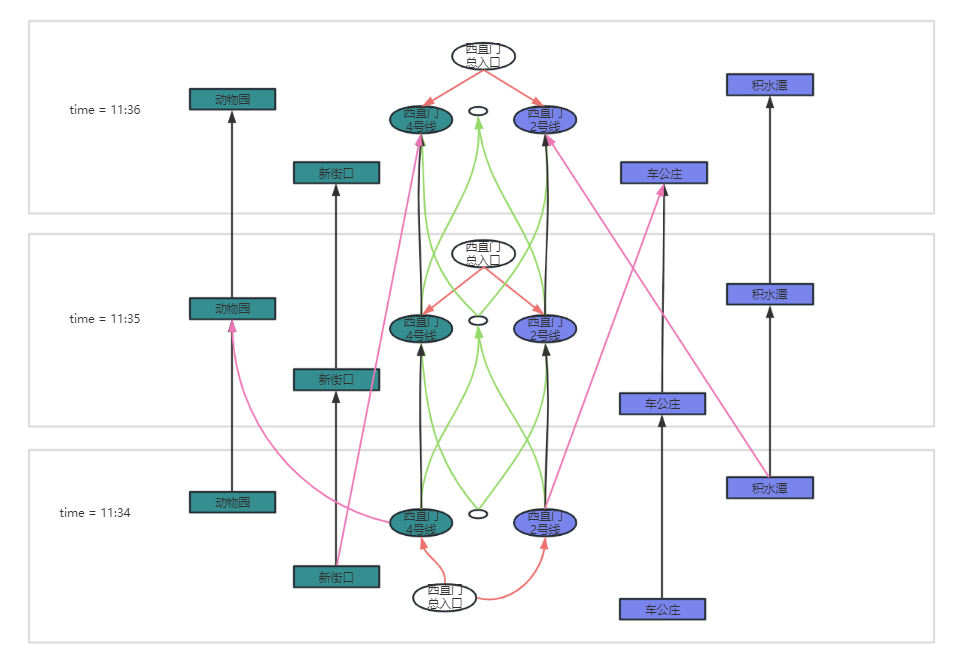 西直门
总入口
积水潭
time = 11:36
动物园
西直门
4号线
西直门
2号线
新街口
车公庄
西直门
总入口
积水潭
动物园
time = 11:35
西直门
4号线
西直门
2号线
新街口
车公庄
积水潭
动物园
time = 11:34
西直门
4号线
西直门
2号线
新街口
西直门
总入口
车公庄